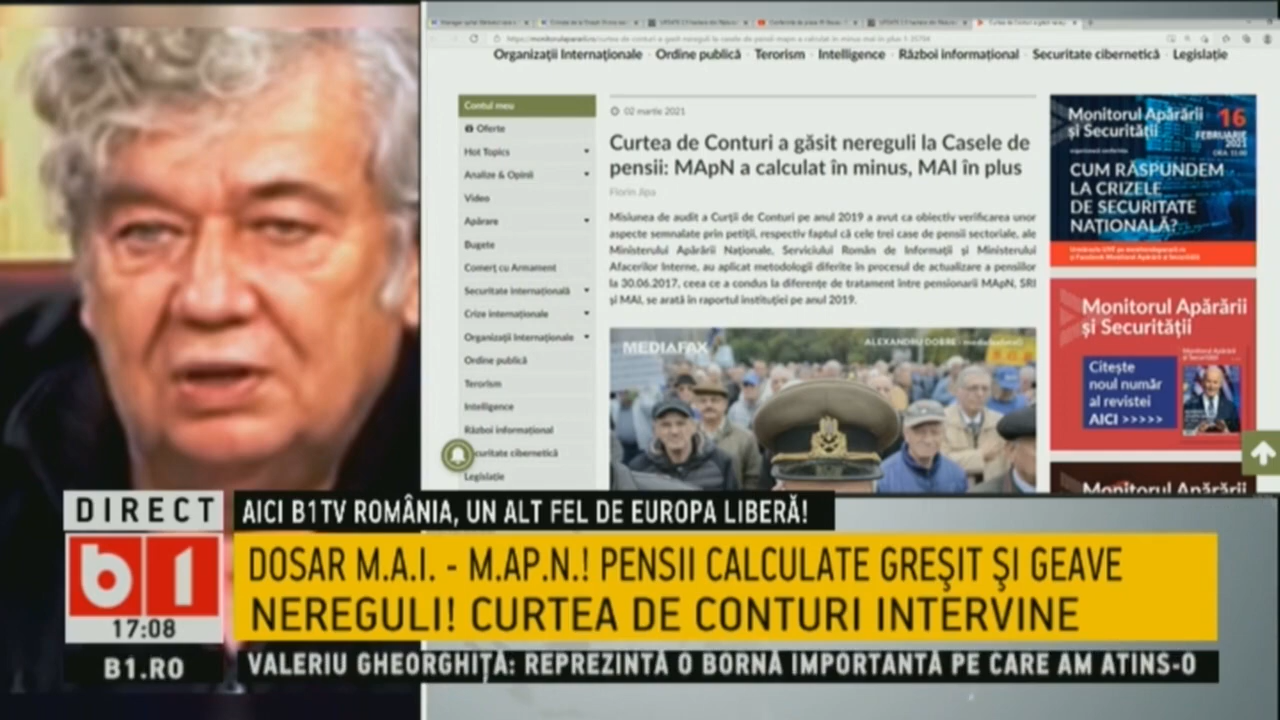 Organizații Internaționale · Ordine publică · Terorism · Intelligence · Război informațional · Securitate cibernetică · Legislație
Contul meu
Oferte
Hot Topics
Analize & Opinii
Video
Apărare
Bugete
Comerț cu Armament
Securitate internațională
Crize internaționale
Organizații Internaționale
Ordine publică
Terorism
Intelligence
Război informațional
curitate cibernetică
Legislație
02 martie 2021
Curtea de Conturi a găsit nereguli la Casele de
pensii: MApN a calculat în minus, MAI în plus
Florin Apa
Misiunea de audit a Curții de Conturi pe anul 2019 a avut ca obiectiv verificarea unor
aspecte semnalate prin petiții, respectiv faptul că cele trei case de pensii sectoriale, ale
Ministerului Apărării Naționale, Serviciului Român de Informații și Ministerului
Afacerilor Interne, au aplicat metodologii diferite în procesul de actualizare a pensiilor
la 30.06.2017, ceea ce a condus la diferențe de tratament între pensionarii MApN, SRI
și MAI, se arată în raportul instituției pe anul 2019.
MEDIAFAX
ALEXANDRU DOBRE
Monitorul Apărării
și Securității
16
FEBRUARIE
2021
CUM RĂSPUNDEM
LA CRIZELE
DE SECURITATE
NAȚIONALĂ?
Monitorul Apărării
și Securității
Citește
noul număr
al revistei
AICI >>>>>
Monitorul Apărării
DIRECT
AICI B1TV ROMÂNIA, UN ALT FEL DE EUROPA LIBERĂ!
b1
DOSAR M.A.I. - M.AP.N.! PENSII CALCULATE GREŞIT ŞI GEAVE
NEREGULI! CURTEA DE CONTURI INTERVINE
17:08
B1.RO
VALERIU GHEORGHIȚĂ: REPREZINTĂ O BORNĂ IMPORTANTĂ PE CARE AM ATINS-O